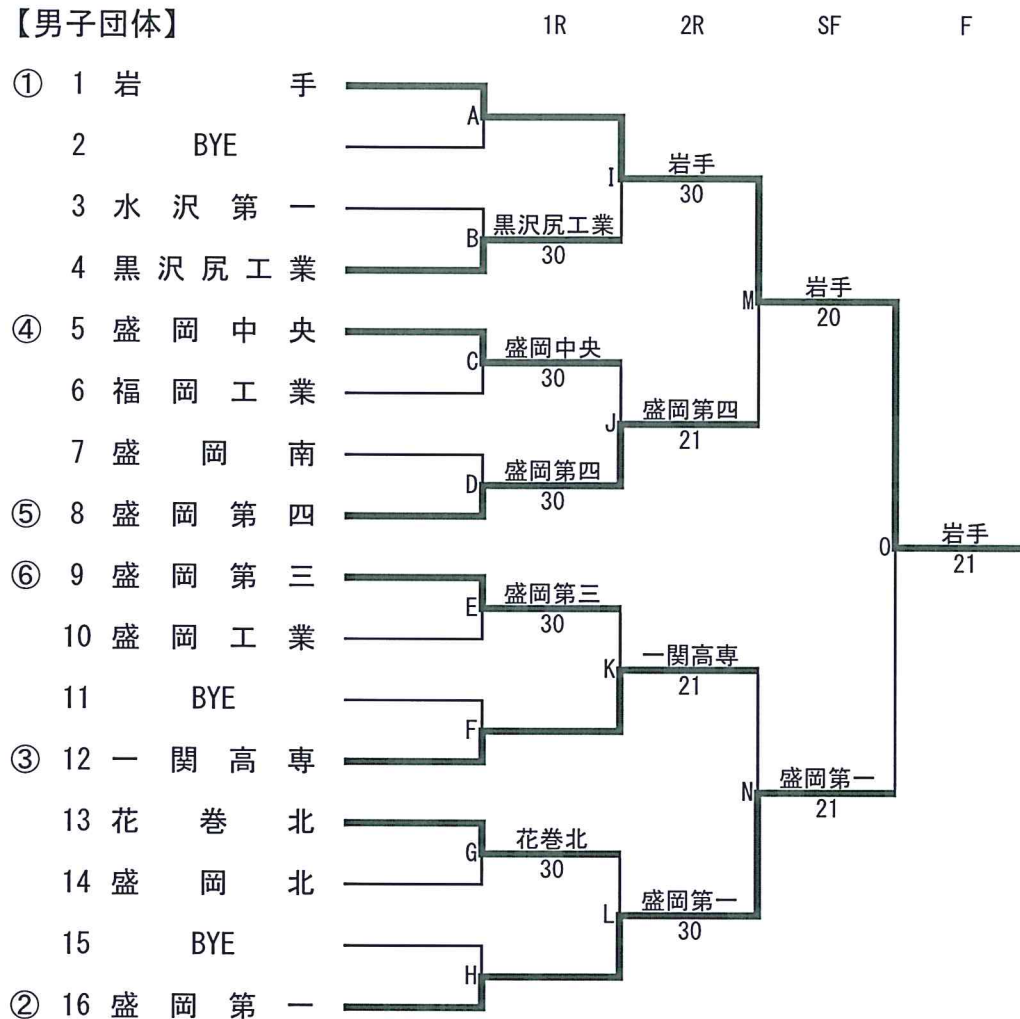 【男子団体】 1R 2R SF F
① 1 岩手
A
2 BYE
岩手
I
30
3 水沢第一
黒沢尻工業
B
30
4 黒沢尻工業
岩手
M
20
④ 5 盛岡中央
盛岡中央
C
30
6 福岡工業
盛岡第四
J
21
7 盛岡南
盛岡第四
D
30
⑤ 8 盛岡第四
岩手
O
21
⑥ 9 盛岡第三
盛岡第三
E
30
10 盛岡工業
一関高専
K
21
11 BYE
F
③ 12 一関高専
盛岡第一
N
21
13 花巻北
花巻北
G
30
14 盛岡北
盛岡第一
L
30
15 BYE
H
② 16 盛岡第一